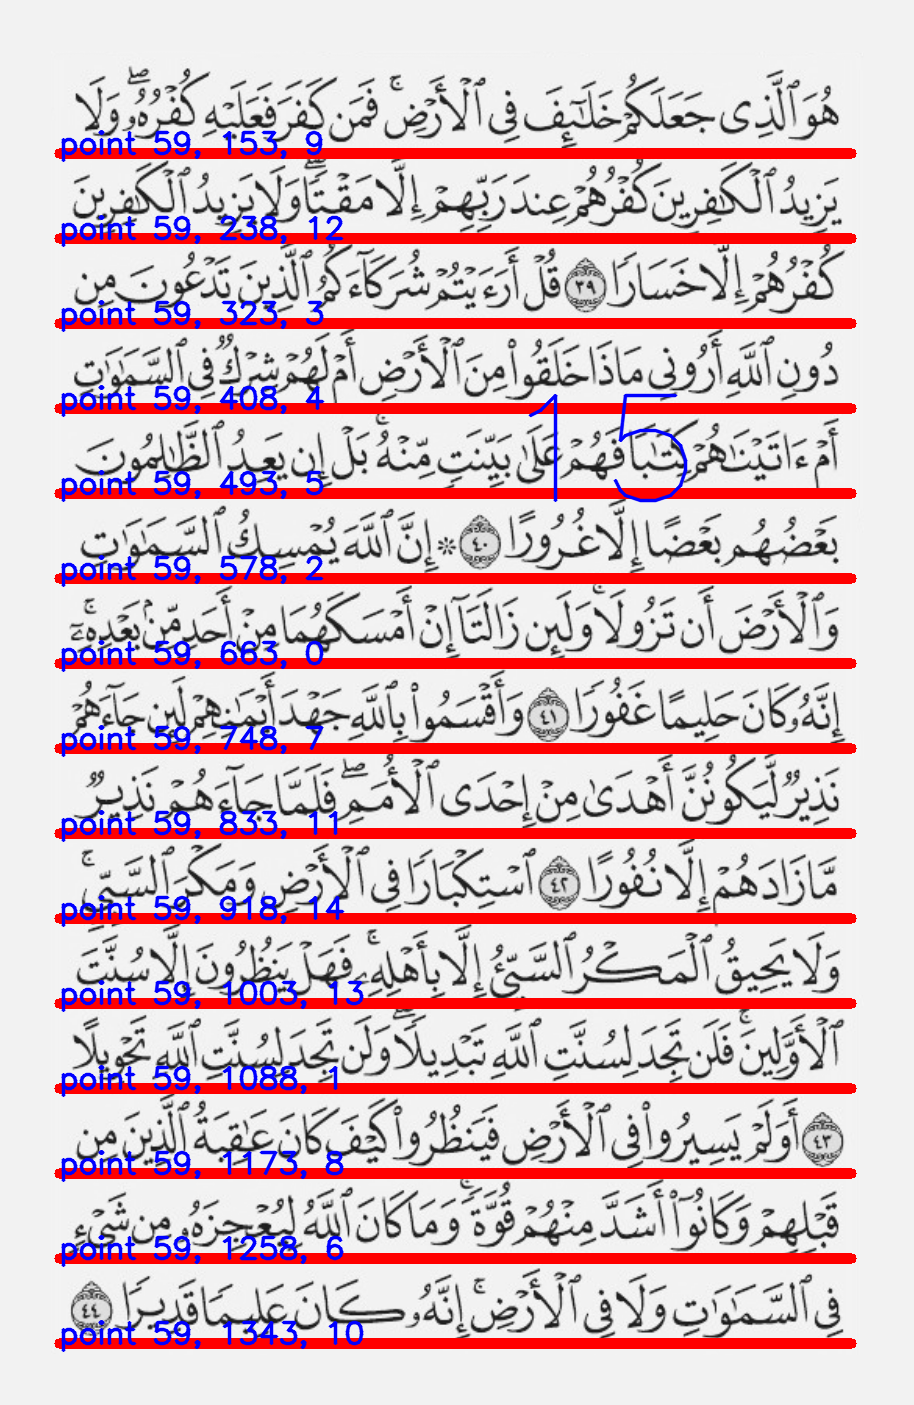 هُوَ ٱلَّذِى جَعَلَكُمْ خَلَٰٓئِفَ فِى ٱلْأَرْضِ ۚ فَمَن كَفَرَ فَعَلَيْهِ كُفْرُهُۥ ۖ وَلَا
point 59, 153, 9
يَزِيدُ ٱلْكَٰفِرِينَ كُفْرُهُمْ عِندَ رَبِّهِمْ إِلَّا مَقْتًا ۖ وَلَا يَزِيدُ ٱلْكَٰفِرِينَ
point 59, 238, 12
كُفْرُهُمْ إِلَّا خَسَارًا ٣٩ قُلْ أَرَءَيْتُمْ شُرَكَآءَكُمُ ٱلَّذِينَ تَدْعُونَ مِن
point 59, 323, 3
دُونِ ٱللَّهِ أَرُونِى مَاذَا خَلَقُوا۟ مِنَ ٱلْأَرْضِ أَمْ لَهُمْ شِرْكٌ فِى ٱلسَّمَٰوَٰتِ
point 59, 408, 4
15
أَمْ ءَاتَيْنَٰهُمْ كِتَٰبًا فَهُمْ عَلَىٰ بَيِّنَتٍ مِّنْهُ ۚ بَلْ إِن يَعِدُ ٱلظَّٰلِمُونَ
point 59, 493, 5
بَعْضُهُم بَعْضًا إِلَّا غُرُورًا ٤٠ ۞ إِنَّ ٱللَّهَ يُمْسِكُ ٱلسَّمَٰوَٰتِ
point 59, 578, 2
وَٱلْأَرْضَ أَن تَزُولَا ۚ وَلَئِن زَالَتَآ إِنْ أَمْسَكَهُمَا مِنْ أَحَدٍ مِّنۢ بَعْدِهِۦٓ ۚ
point 59, 663, 0
إِنَّهُۥ كَانَ حَلِيمًا غَفُورًا ٤١ وَأَقْسَمُوا۟ بِٱللَّهِ جَهْدَ أَيْمَٰنِهِمْ لَئِن جَآءَهُمْ
point 59, 748, 7
نَذِيرٌ لَّيَكُونُنَّ أَهْدَىٰ مِنْ إِحْدَى ٱلْأُمَمِ ۖ فَلَمَّا جَآءَهُمْ نَذِيرٌ
point 59, 833, 11
مَّا زَادَهُمْ إِلَّا نُفُورًا ٤٢ ٱسْتِكْبَارًا فِى ٱلْأَرْضِ وَمَكْرَ ٱلسَّيِّئِ ۚ
point 59, 918, 14
وَلَا يَحِيقُ ٱلْمَكْرُ ٱلسَّيِّئُ إِلَّا بِأَهْلِهِۦ ۚ فَهَلْ يَنظُرُونَ إِلَّا سُنَّتَ
point 59, 1003, 13
ٱلْأَوَّلِينَ ۚ فَلَن تَجِدَ لِسُنَّتِ ٱللَّهِ تَبْدِيلًا ۖ وَلَن تَجِدَ لِسُنَّتِ ٱللَّهِ تَحْوِيلًا
point 59, 1088, 1
٤٣ أَوَلَمْ يَسِيرُوا۟ فِى ٱلْأَرْضِ فَيَنظُرُوا۟ كَيْفَ كَانَ عَٰقِبَةُ ٱلَّذِينَ مِن
point 59, 1173, 8
قَبْلِهِمْ وَكَانُوٓا۟ أَشَدَّ مِنْهُمْ قُوَّةً ۚ وَمَا كَانَ ٱللَّهُ لِيُعْجِزَهُۥ مِن شَىْءٍ
point 59, 1258, 6
فِى ٱلسَّمَٰوَٰتِ وَلَا فِى ٱلْأَرْضِ ۚ إِنَّهُۥ كَانَ عَلِيمًا قَدِيرًا ٤٤
point 59, 1343, 10